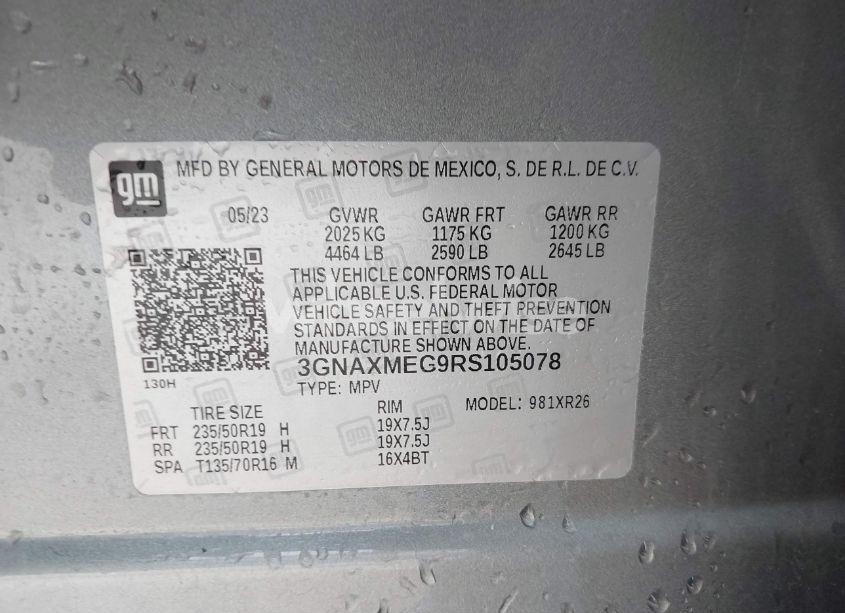 gm MFD BY GENERAL MOTORS DE MEXICO, S. DE R.L. DE C.V.
05/23 GVWR GAWR FRT GAWR RR
2025 KG 1175 KG 1200 KG
4464 LB 2590 LB 2645 LB
THIS VEHICLE CONFORMS TO ALL
APPLICABLE U.S. FEDERAL MOTOR
VEHICLE SAFETY AND THEFT PREVENTION
STANDARDS IN EFFECT ON THE DATE OF
MANUFACTURE SHOWN ABOVE.
3GNAXMEG9RS105078
130H
TYPE: MPV
TIRE SIZE RIM MODEL: 981XR26
FRT 235/50R19 H 19X7.5J
RR 235/50R19 H 19X7.5J
SPA T135/70R16 M 16X4BT